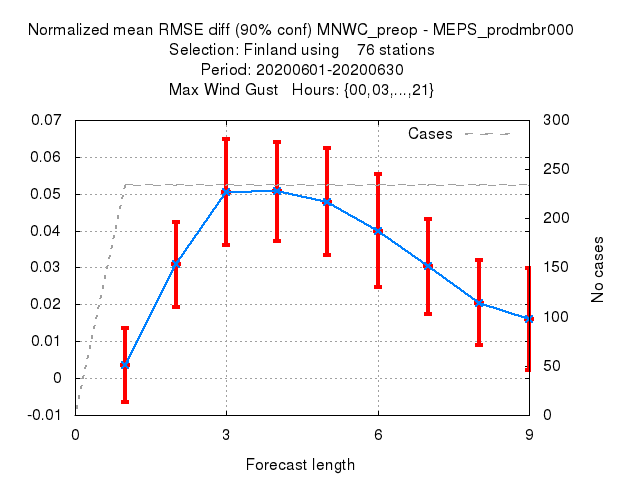 Normalized mean RMSE diff (90% conf) MNWC_preop - MEPS_prodmbr000
Selection: Finland using 76 stations
Period: 20200601-20200630
Max Wind Gust Hours: {00,03,...,21}
Cases
0.07
0.06
0.05
0.04
0.03
0.02
0.01
0
-0.01
300
250
200
150
100
50
0
No cases
0 3 6 9
Forecast length